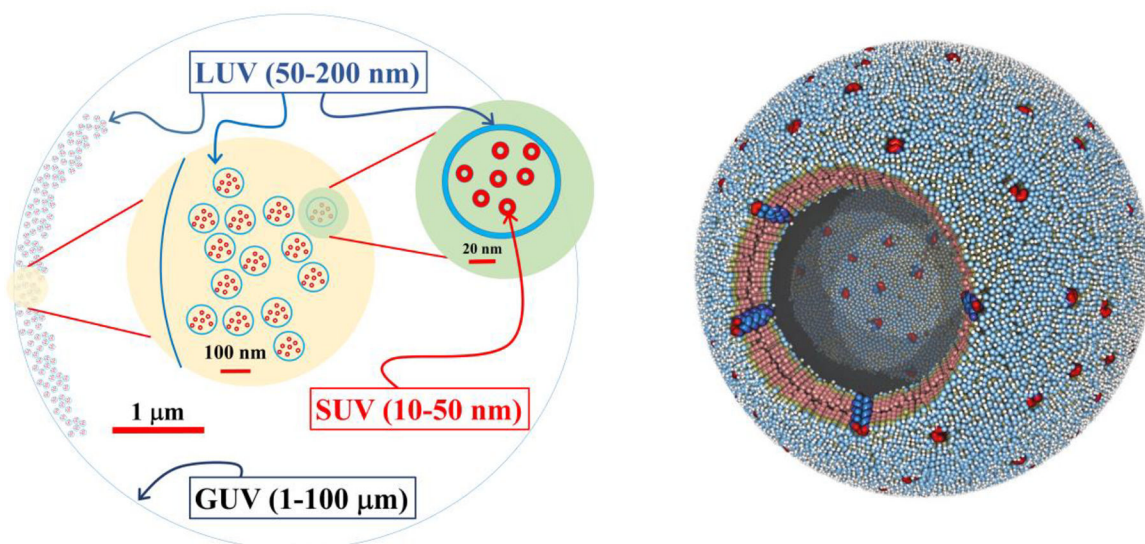 LUV (50-200 nm)
20 nm
100 nm
1 μm
SUV (10-50 nm)
GUV (1-100 μm)